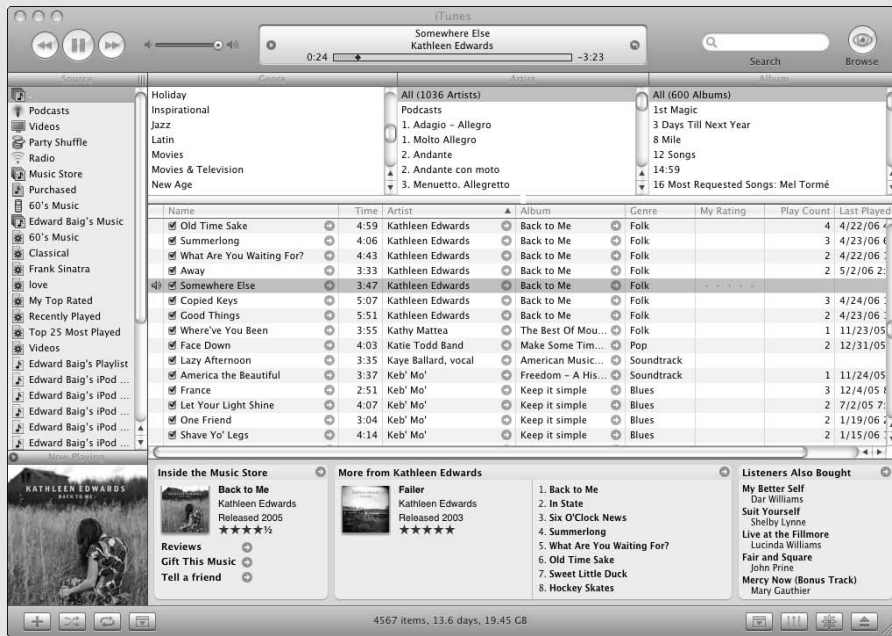 iTunes
Somewhere Else
Kathleen Edwards
0:24 -3:23
Search Browse
Source Genre Artist Album
Podcasts
Videos
Party Shuffle
Radio
Music Store
Purchased
60's Music
Edward Baig's Music
60's Music
Classical
Frank Sinatra
love
My Top Rated
Recently Played
Top 25 Most Played
Videos
Edward Baig's Playlist
Edward Baig's iPod ...
Edward Baig's iPod ...
Edward Baig's iPod ...
Edward Baig's iPod ...
Edward Baig's iPod ...
Holiday
Inspirational
Jazz
Latin
Movies
Movies & Television
New Age
All (1036 Artists)
Podcasts
1. Adagio - Allegro
1. Molto Allegro
2. Andante
2. Andante con moto
3. Menuetto. Allegretto
All (600 Albums)
1st Magic
3 Days Till Next Year
8 Mile
12 Songs
14:59
16 Most Requested Songs: Mel Tormé
Name Time Artist Album Genre My Rating Play Count Last Played
Old Time Sake 4:59 Kathleen Edwards Back to Me Folk 4 4/22/06
Summerlong 4:06 Kathleen Edwards Back to Me Folk 3 4/23/06
What Are You Waiting For? 4:43 Kathleen Edwards Back to Me Folk 2 4/22/06
Away 3:33 Kathleen Edwards Back to Me Folk 2 5/2/06 2:
Somewhere Else 3:47 Kathleen Edwards Back to Me Folk
Copied Keys 5:07 Kathleen Edwards Back to Me Folk 3 4/24/06
Good Things 5:51 Kathleen Edwards Back to Me Folk 2 4/23/06
Where've You Been 3:55 Kathy Mattea The Best Of Mou... Folk 1 11/23/05
Face Down 4:03 Katie Todd Band Make Some Tim... Pop 2 12/31/05
Lazy Afternoon 3:35 Kaye Ballard, vocal American Music... Soundtrack
America the Beautiful 3:37 Keb' Mo' Freedom - A His... Soundtrack 1 11/24/05
France 2:51 Keb' Mo' Keep it simple Blues 3 12/4/05
Let Your Light Shine 4:07 Keb' Mo' Keep it simple Blues 2 7/2/05 7:
One Friend 3:04 Keb' Mo' Keep it simple Blues 2 1/19/06
Shave Yo' Legs 4:14 Keb' Mo' Keep it simple Blues 2 1/15/06
Now Playing
KATHLEEN EDWARDS
BACK TO ME
Inside the Music Store
Back to Me
Kathleen Edwards
Released 2005
★★★★½
Reviews
Gift This Music
Tell a friend
More from Kathleen Edwards
Failer
Kathleen Edwards
Released 2003
★★★★★
1. Back to Me
2. In State
3. Six O'Clock News
4. Summerlong
5. What Are You Waiting For?
6. Old Time Sake
7. Sweet Little Duck
8. Hockey Skates
Listeners Also Bought
My Better Self
Dar Williams
Suit Yourself
Shelby Lynne
Live at the Fillmore
Lucinda Williams
Fair and Square
John Prine
Mercy Now (Bonus Track)
Mary Gauthier
4567 items, 13.6 days, 19.45 GB